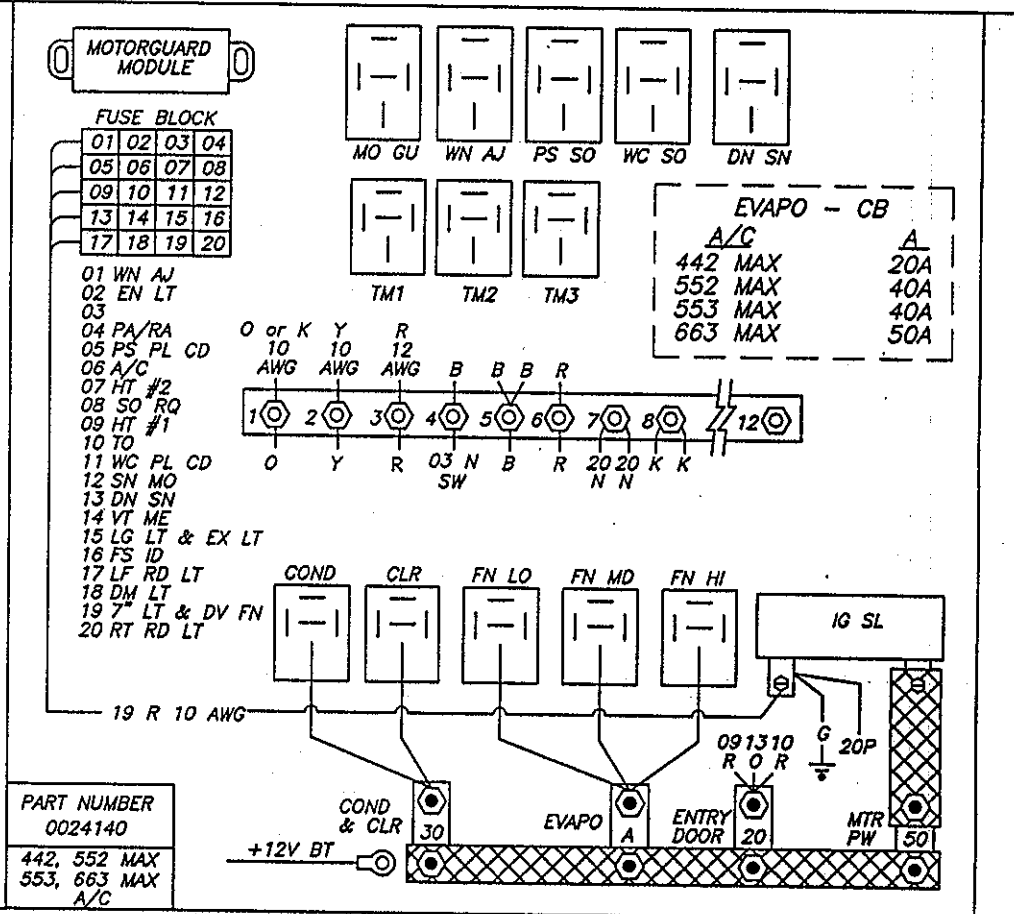 MOTORGUARD
MODULE
FUSE BLOCK
01 02 03 04
05 06 07 08
09 10 11 12
13 14 15 16
17 18 19 20
MO GU WN AJ PS SO WC SO DN SN
TM1 TM2 TM3
EVAPO - CB
A/C A
442 MAX 20A
552 MAX 40A
553 MAX 40A
663 MAX 50A
01 WN AJ
02 EN LT
03
04 PA/RA
05 PS PL CD
06 A/C
07 HT #2
08 SO RQ
09 HT #1
10 TO
11 WC PL CD
12 SN MO
13 DN SN
14 VT ME
15 LG LT & EX LT
16 FS ID
17 LF RD LT
18 DM LT
19 7" LT & DV FN
20 RT RD LT
O or K Y R
10 10 12
AWG AWG AWG B B B R
1 2 3 4 5 6 7 8 12
O Y R 03 N B R 20 20 K K
SW N N
COND CLR FN LO FN MD FN HI
IG SL
19 R 10 AWG
G 20P
09 13 10
R O R
COND
& CLR
30
EVAPO A
ENTRY
DOOR
20
MTR
PW
50
+12V BT
PART NUMBER
0024140
442, 552 MAX
553, 663 MAX
A/C